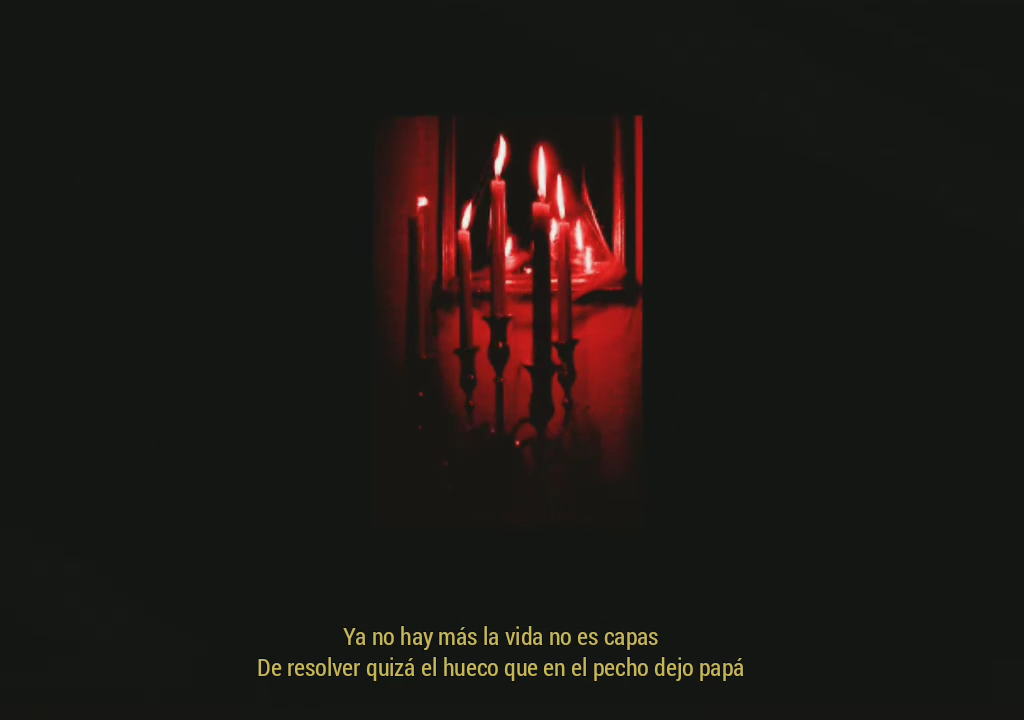 Ya no hay más la vida no es capas
De resolver quizá el hueco que en el pecho dejo papá